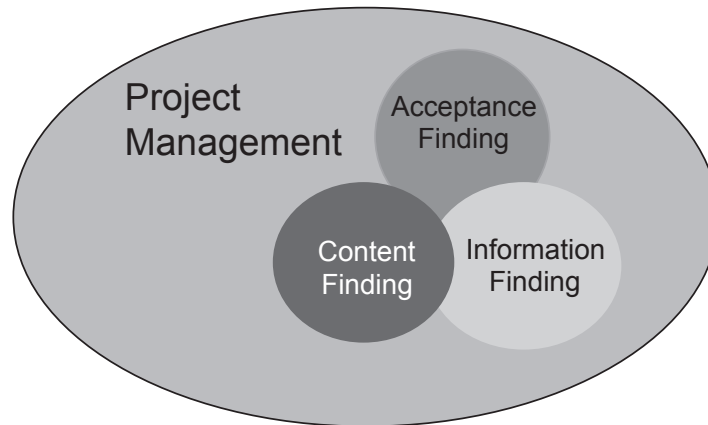 Project
Management
Acceptance
Finding
Content
Finding
Information
Finding